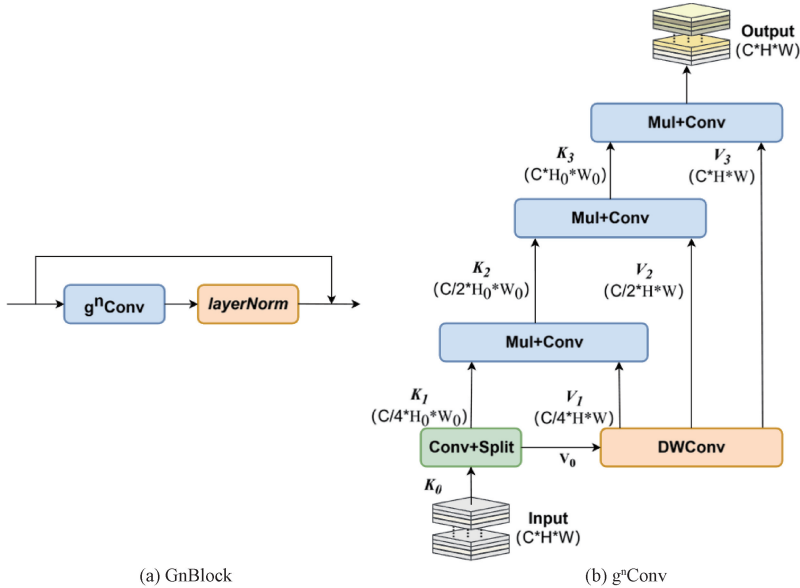 Output
(C*H*W)
Mul+Conv
K₃
(C*H₀*W₀)
V₃
(C*H*W)
Mul+Conv
K₂
(C/2*H₀*W₀)
V₂
(C/2*H*W)
gⁿConv
layerNorm
Mul+Conv
K₁
(C/4*H₀*W₀)
V₁
(C/4*H*W)
Conv+Split
V₀
DWConv
K₀
Input
(C*H*W)
(a) GnBlock
(b) gⁿConv